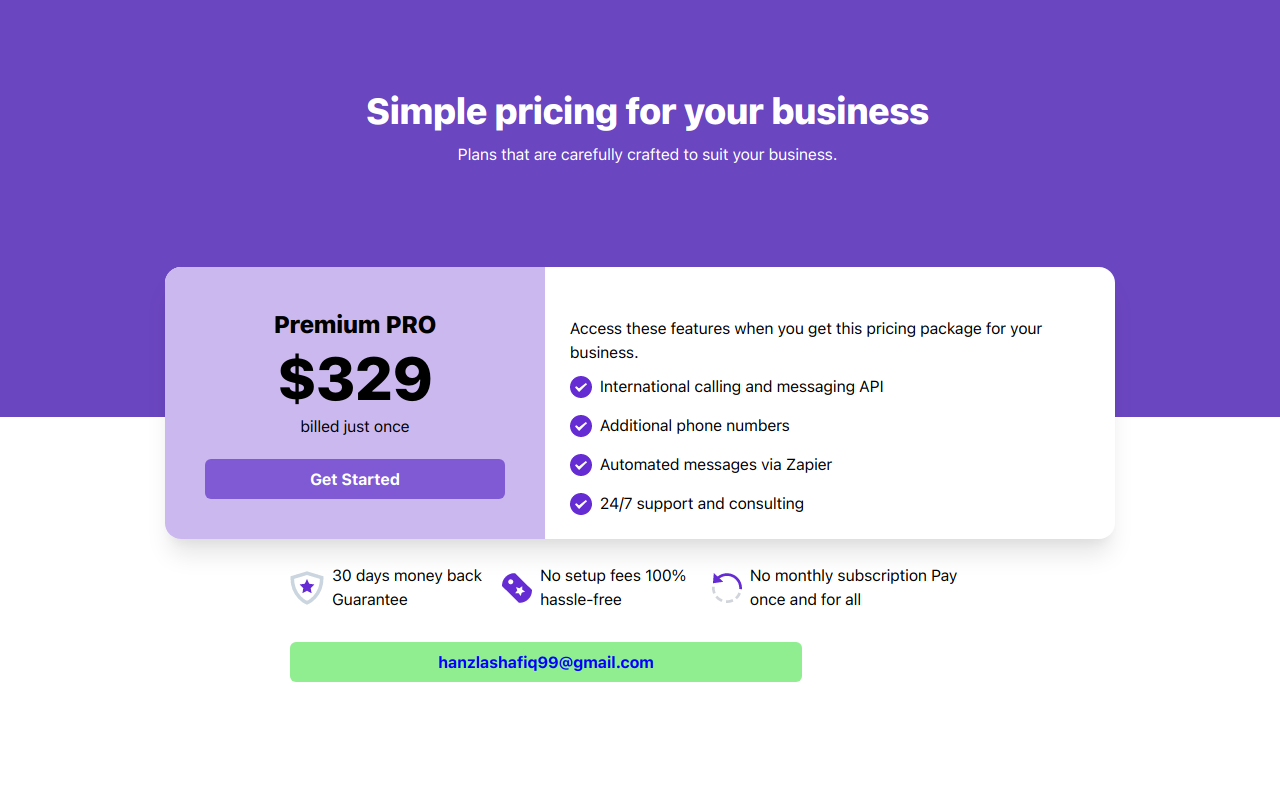 Simple pricing for your business
Plans that are carefully crafted to suit your business.
Premium PRO
$329
billed just once
Get Started
Access these features when you get this pricing package for your
business.
International calling and messaging API
Additional phone numbers
Automated messages via Zapier
24/7 support and consulting
30 days money back
Guarantee
No setup fees 100%
hassle-free
No monthly subscription Pay
once and for all
hanzlashafiq99@gmail.com